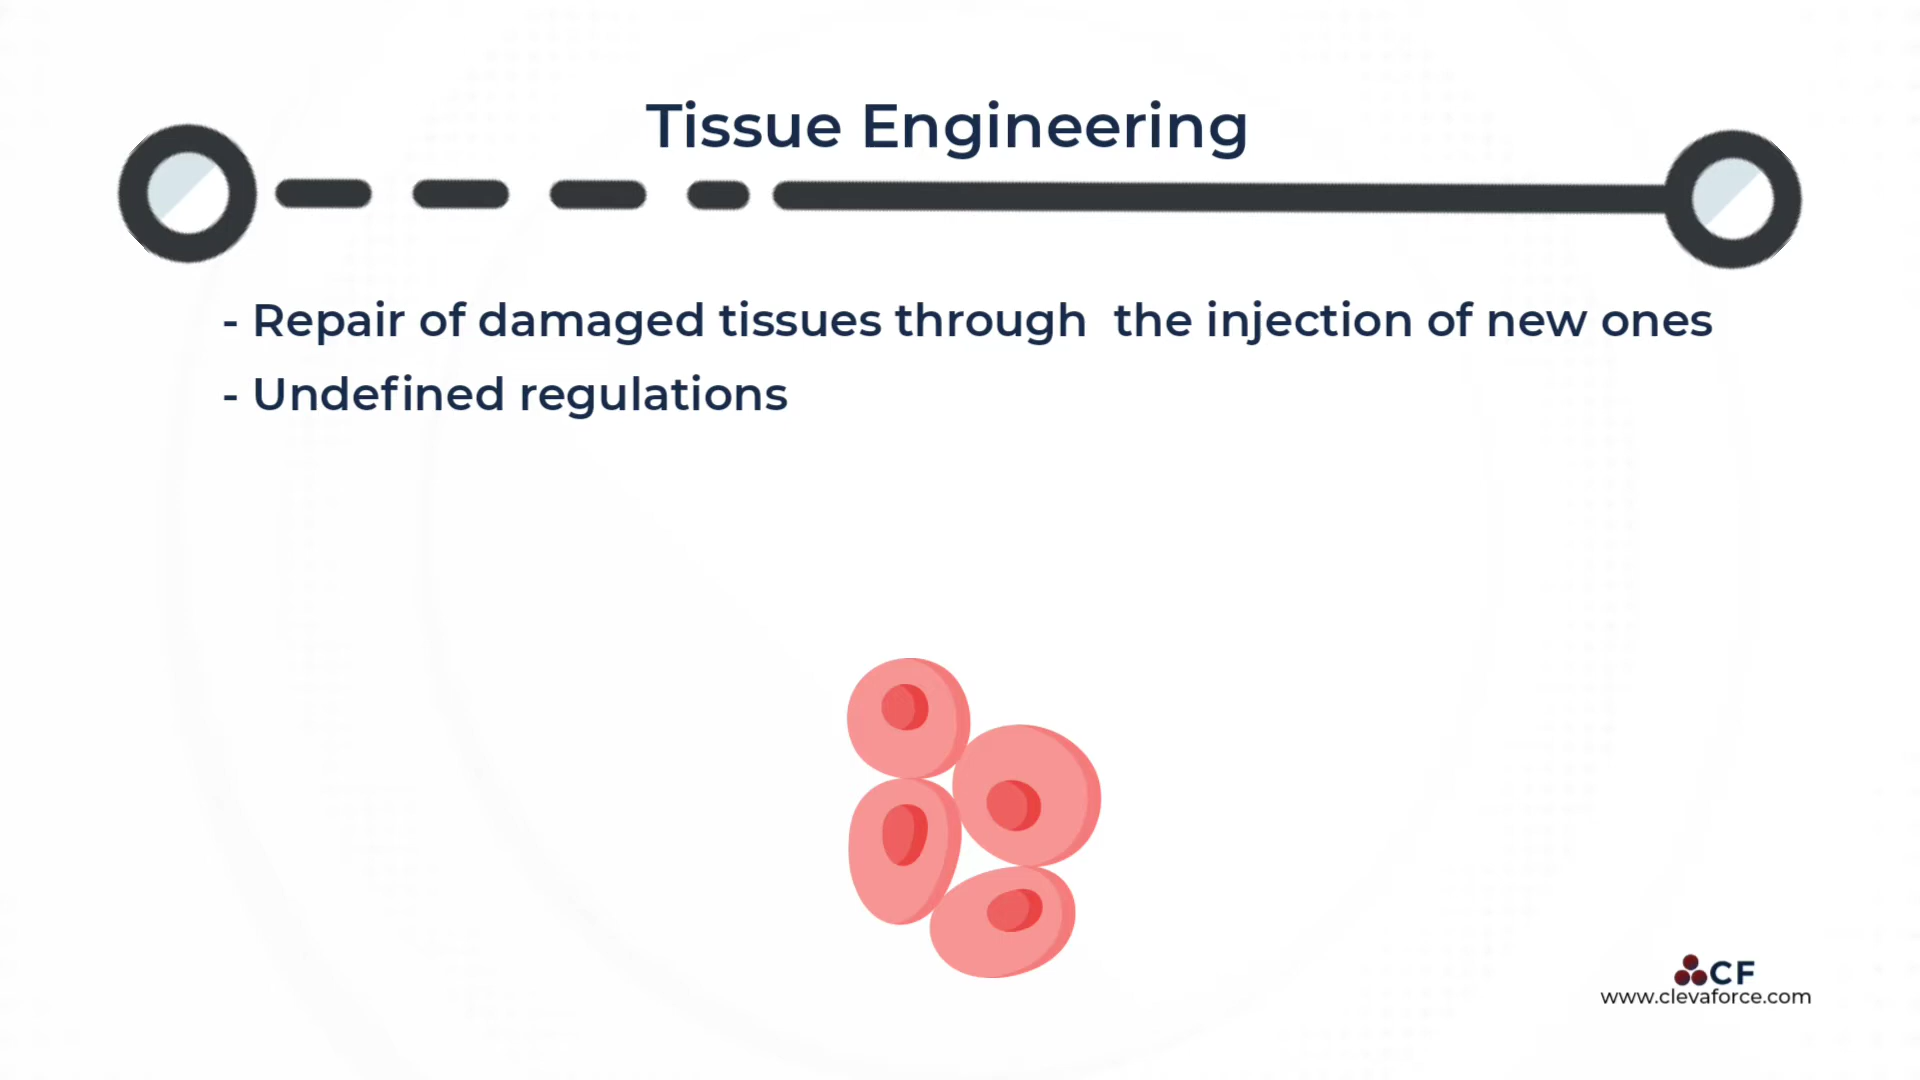 Tissue Engineering
- Repair of damaged tissues through  the injection of new ones
- Undefined regulations
CF
www.clevaforce.com